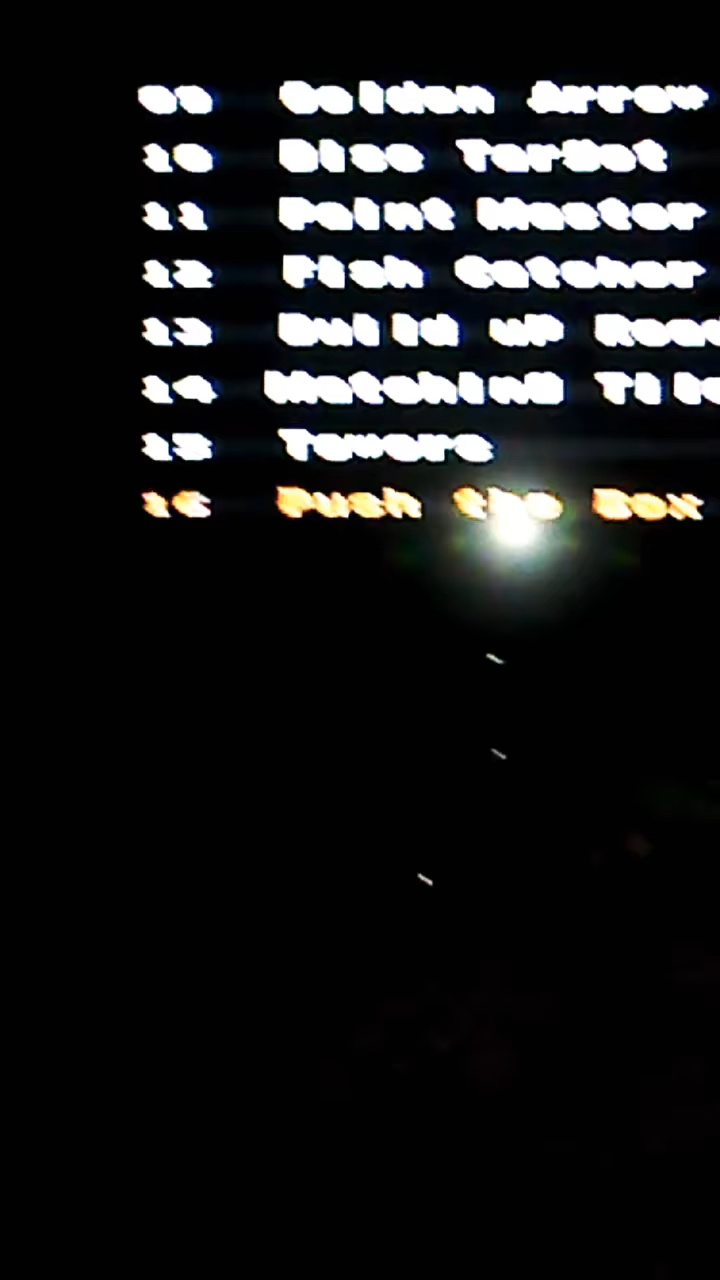 09 Golden Arrow
10 Disc Target
11 Paint Master
12 Fish Catcher
13 Build uP
14 Matching
15 Towers
16 Push the Box